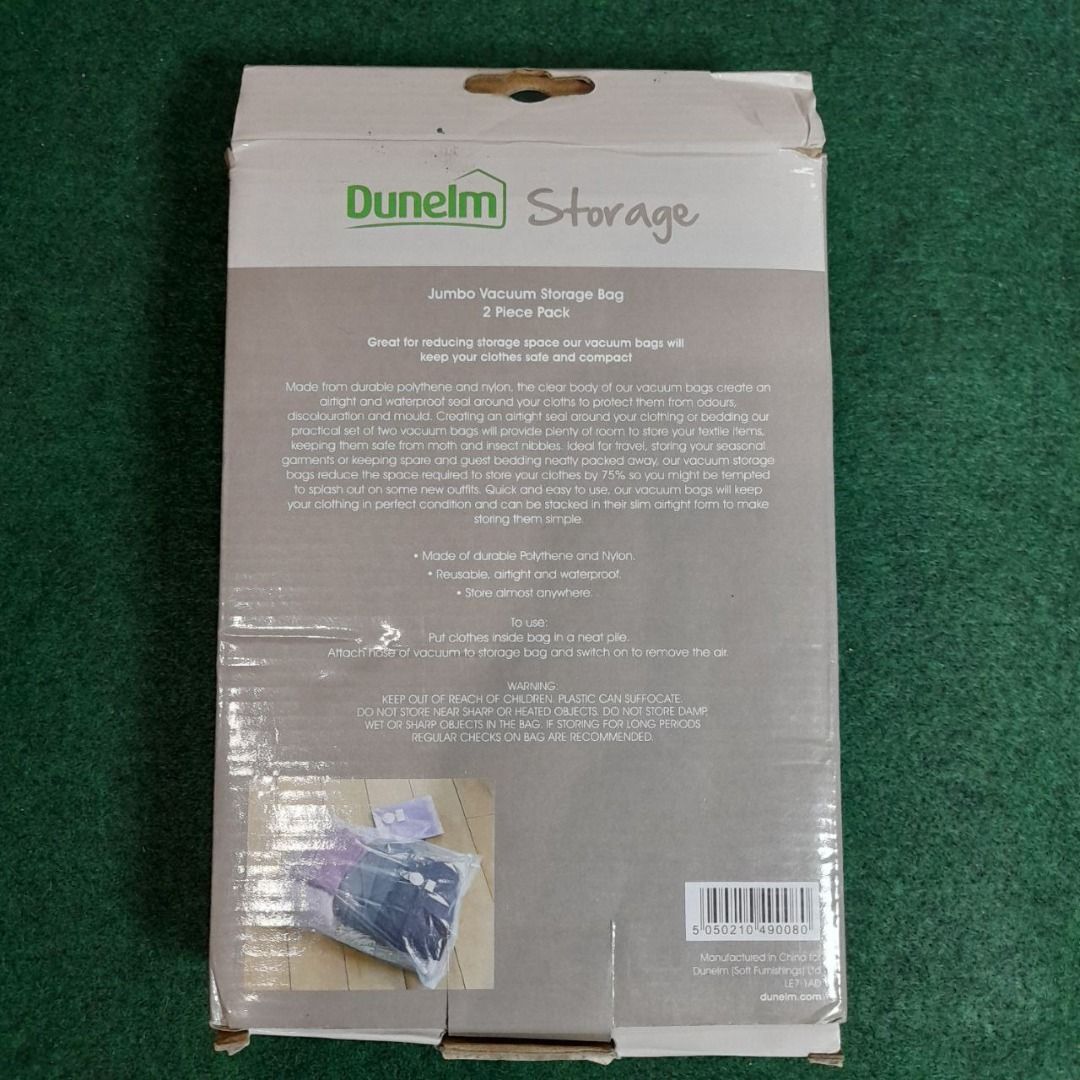 Dunelm Storage
Jumbo Vacuum Storage Bag
2 Piece Pack
Great for reducing storage space our vacuum bags will
keep your clothes safe and compact
Made from durable polythene and nylon, the clear body of our vacuum bags create an
airtight and waterproof seal around your cloths to protect them from odours,
discolouration and mould. Creating an airtight seal around your clothing or bedding our
practical set of two vacuum bags will provide plenty of room to store your textile items,
keeping them safe from moth and insect nibbles. Ideal for travel, storing your seasonal
garments or keeping spare and guest bedding neatly packed away, our vacuum storage
bags reduce the space required to store your clothes by 75% so you might be tempted
to splash out on some new outfits. Quick and easy to use, our vacuum bags will keep
your clothing in perfect condition and can be stacked in their slim airtight form to make
storing them simple.
• Made of durable Polythene and Nylon.
• Reusable, airtight and waterproof.
• Store almost anywhere.
To use:
Put clothes inside bag in a neat pile.
Attach hose of vacuum to storage bag and switch on to remove the air.
WARNING:
KEEP OUT OF REACH OF CHILDREN. PLASTIC CAN SUFFOCATE.
DO NOT STORE NEAR SHARP OR HEATED OBJECTS. DO NOT STORE DAMP,
WET OR SHARP OBJECTS IN THE BAG. IF STORING FOR LONG PERIODS
REGULAR CHECKS ON BAG ARE RECOMMENDED.
5 050210 490080
Manufactured in China for
Dunelm (Soft Furnishings) Ltd
LE7 1AD
dunelm.com